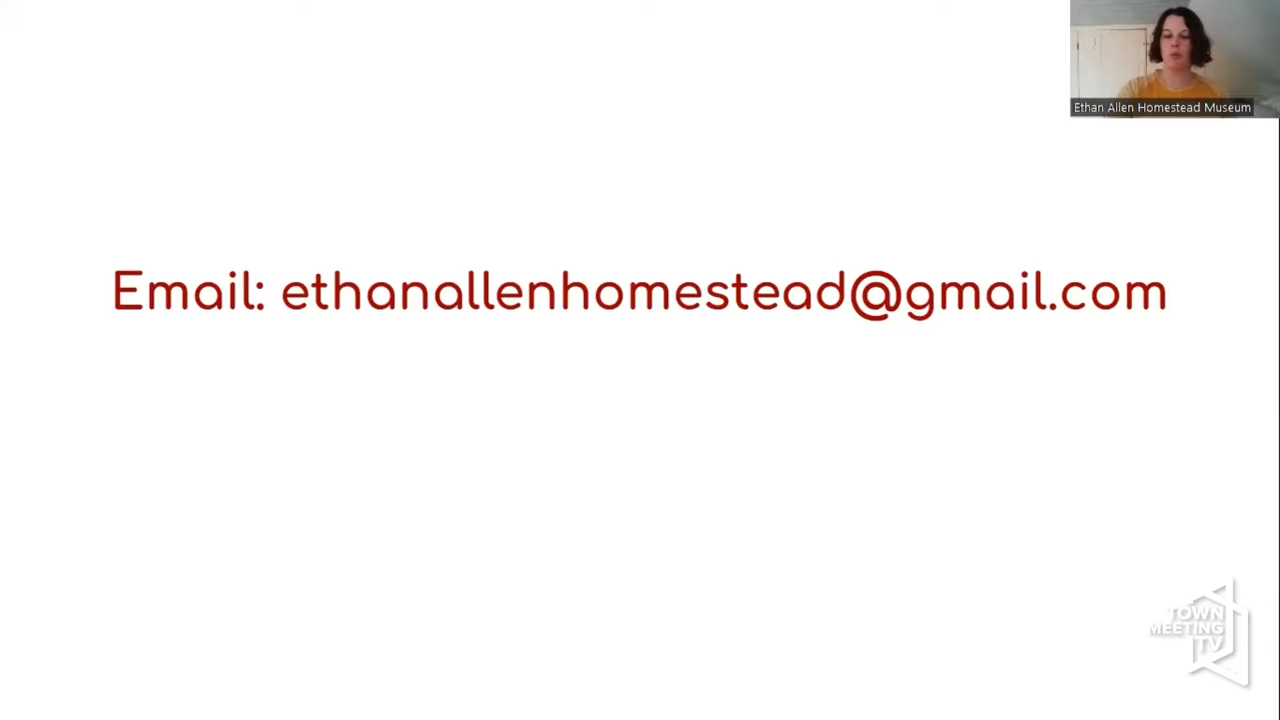 Ethan Allen Homestead Museum
Email: ethanallenhomestead@gmail.com
TOWN
MEETING
TV